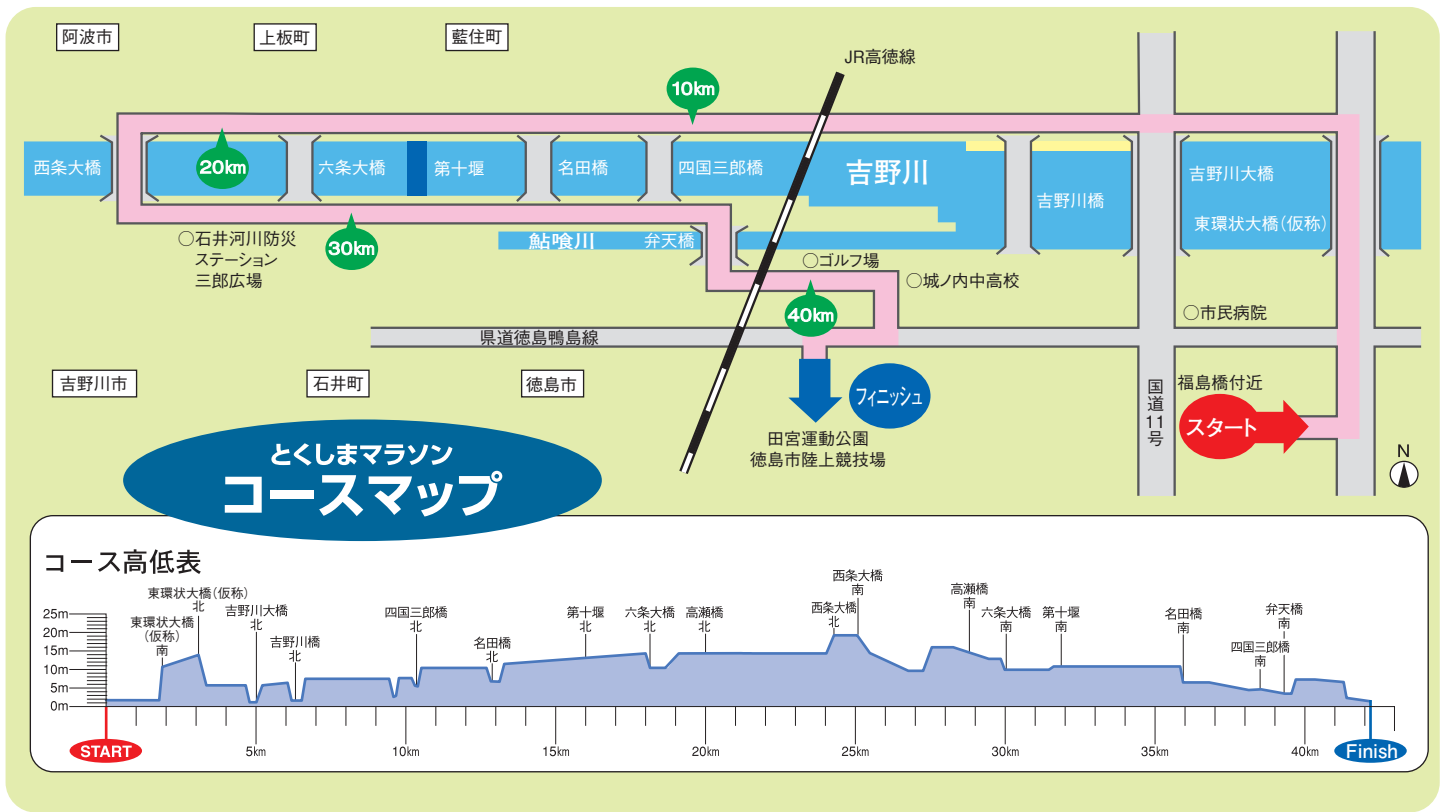 阿波市
上板町
藍住町
JR高徳線
10km
西条大橋
20km
六条大橋
第十堰
名田橋
四国三郎橋
吉野川
吉野川橋
吉野川大橋
東環状大橋(仮称)
○石井河川防災
ステーション
三郎広場
30km
鮎喰川
弁天橋
○ゴルフ場
○城ノ内中高校
40km
○市民病院
県道徳島鴨島線
吉野川市
石井町
徳島市
フィニッシュ
田宮運動公園
徳島市陸上競技場
国道11号
福島橋付近
スタート
N
とくしまマラソン
コースマップ
コース高低表
25m
20m
15m
10m
5m
0m
東環状大橋
(仮称)
南
東環状大橋(仮称)
北
吉野川大橋
北
吉野川橋
北
四国三郎橋
北
名田橋
北
第十堰
北
六条大橋
北
高瀬橋
北
西条大橋
北
西条大橋
南
高瀬橋
南
六条大橋
南
第十堰
南
名田橋
南
四国三郎橋
南
弁天橋
南
START
5km
10km
15km
20km
25km
30km
35km
40km
Finish